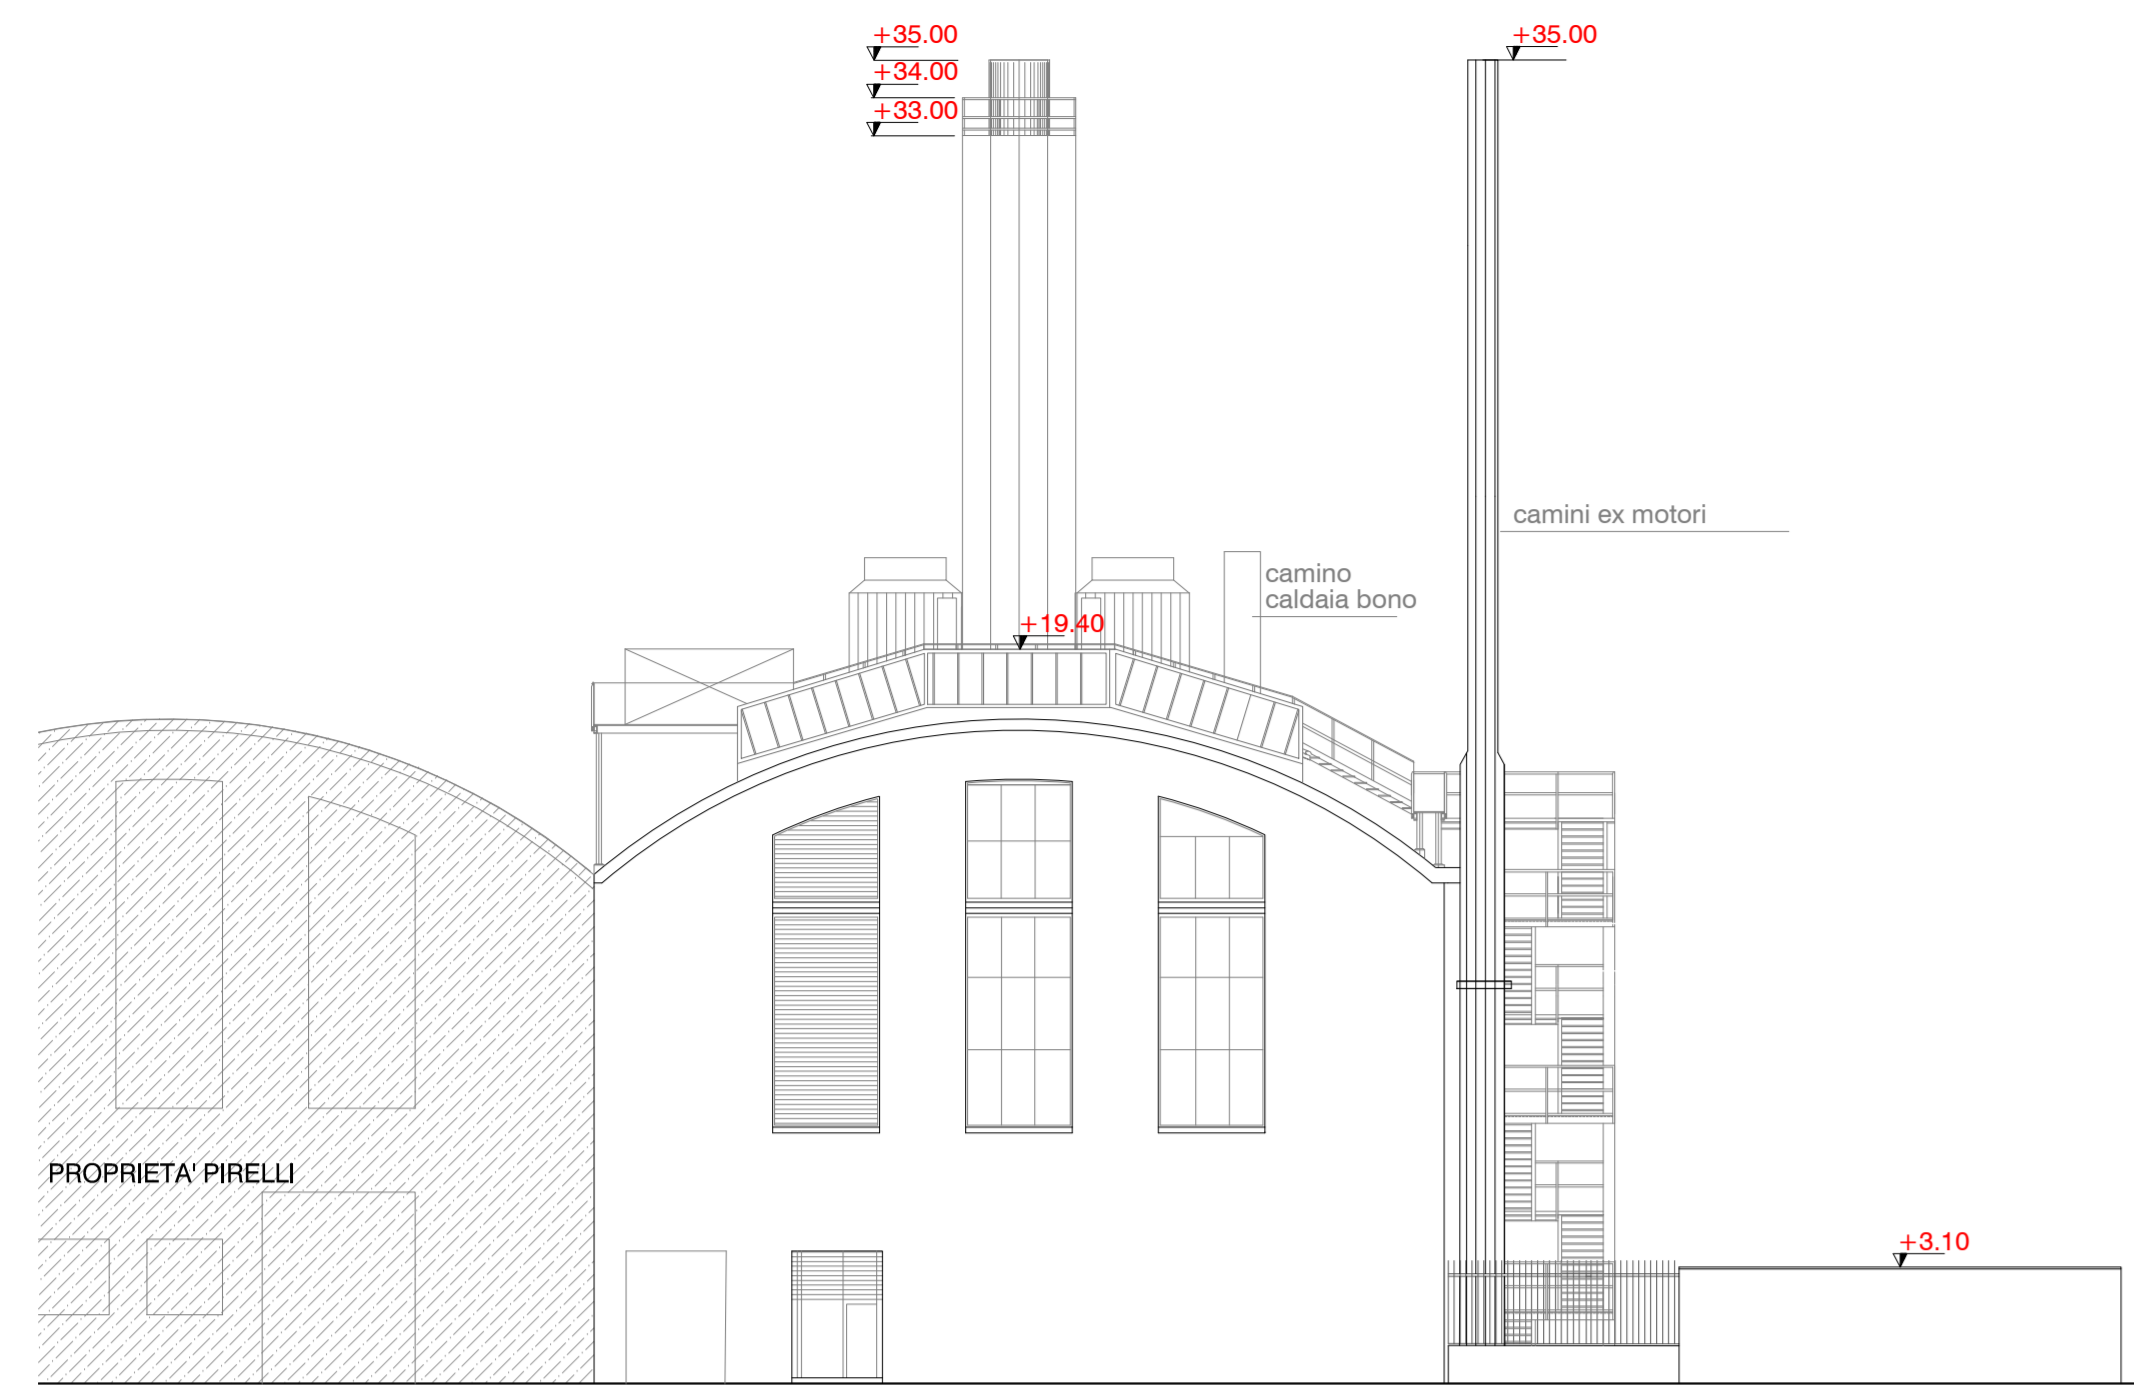 +35.00
+34.00
+33.00
+35.00
camini ex motori
camino
caldaia bono
+19.40
PROPRIETA' PIRELLI
+3.10